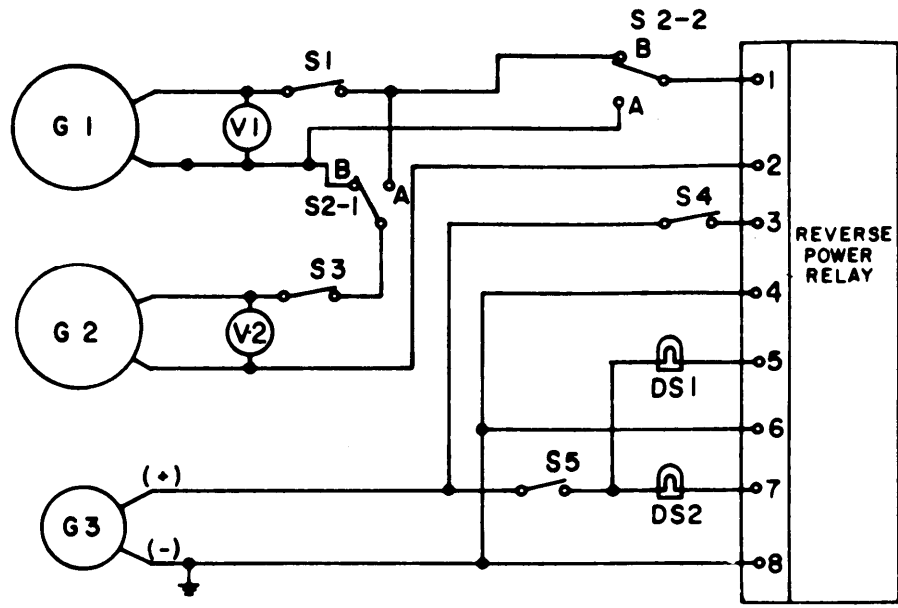 S 2-2
B
S1
1
A
G 1
V1
2
B
A
S2-1
S4
3
REVERSE
POWER
RELAY
S3
4
G 2
V2
5
DS1
6
S5
(+)
7
DS2
G3
(-)
8